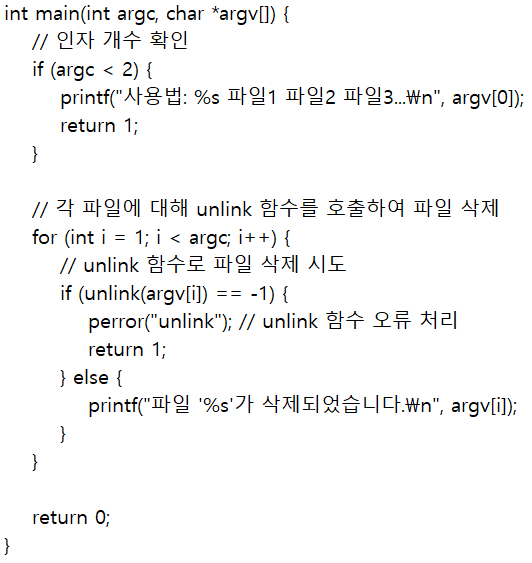 int main(int argc, char *argv[]) {
// 인자 개수 확인
if (argc < 2) {
printf("사용법: %s 파일1 파일2 파일3...₩n", argv[0]);
return 1;
}
// 각 파일에 대해 unlink 함수를 호출하여 파일 삭제
for (int i = 1; i < argc; i++) {
// unlink 함수로 파일 삭제 시도
if (unlink(argv[i]) == -1) {
perror("unlink"); // unlink 함수 오류 처리
return 1;
} else {
printf("파일 '%s'가 삭제되었습니다.₩n", argv[i]);
}
}
return 0;
}